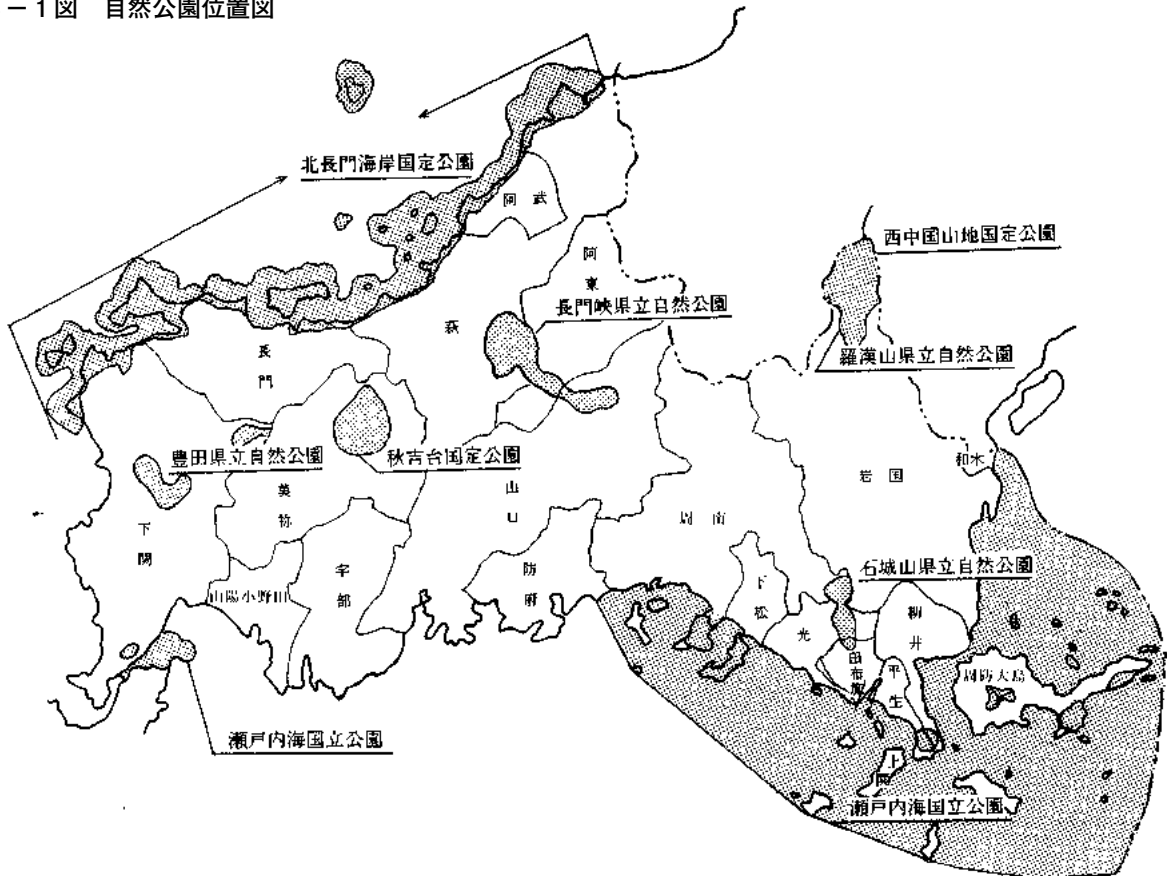 －１図　自然公園位置図
北長門海岸国定公園
阿武
西中国山地国定公園
阿東
長門峡県立自然公園
萩
羅漢山県立自然公園
長門
豊田県立自然公園
秋吉台国定公園
和木
岩国
美祢
山口
周南
下関
石城山県立自然公園
宇部
防府
下松
山陽小野田
柳井
光
田布施
平生
周防大島
瀬戸内海国立公園
上関
瀬戸内海国立公園